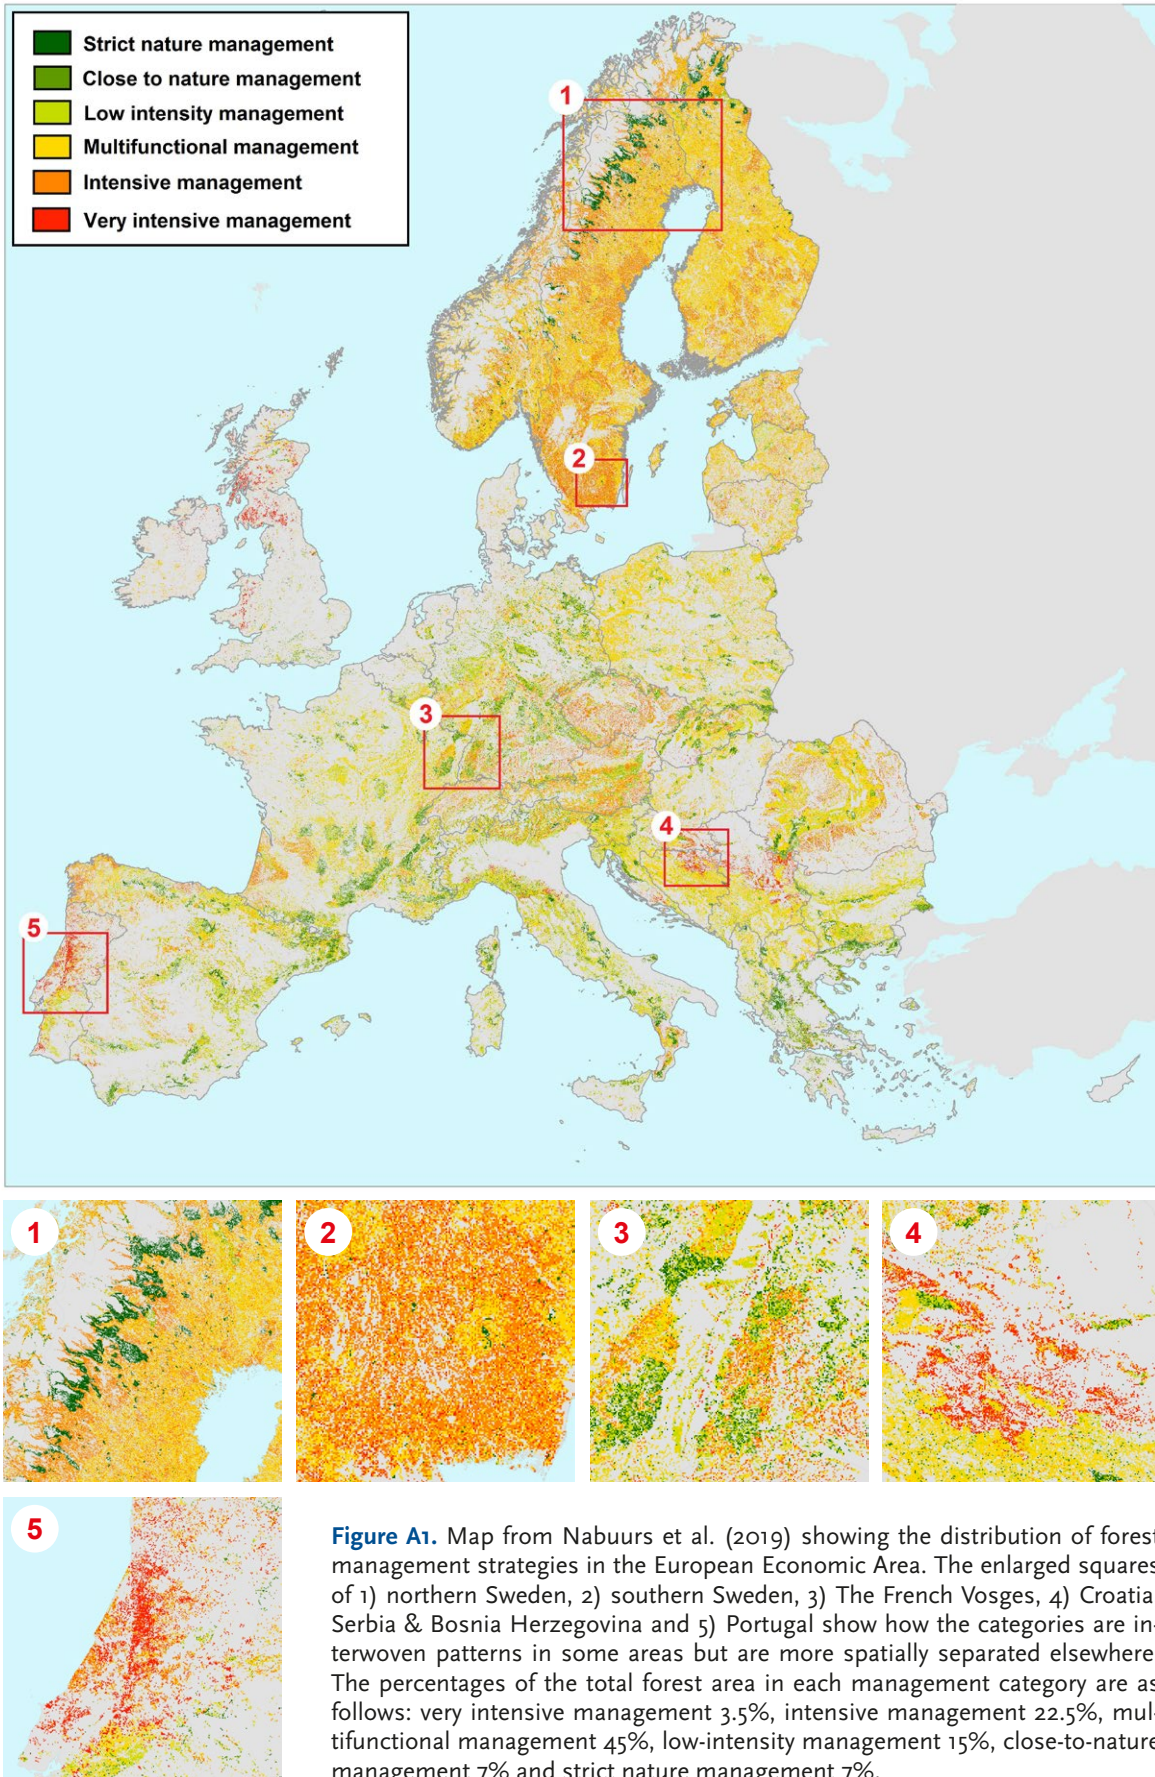 Strict nature management
Close to nature management
Low intensity management
Multifunctional management
Intensive management
Very intensive management
1
2
3
4
5
1
2
3
4
5
Figure A1. Map from Nabuurs et al. (2019) showing the distribution of forest
management strategies in the European Economic Area. The enlarged squares
of 1) northern Sweden, 2) southern Sweden, 3) The French Vosges, 4) Croatia
Serbia & Bosnia Herzegovina and 5) Portugal show how the categories are in-
terwoven patterns in some areas but are more spatially separated elsewhere
The percentages of the total forest area in each management category are as
follows: very intensive management 3.5%, intensive management 22.5%, mul-
tifunctional management 45%, low-intensity management 15%, close-to-nature
management 7% and strict nature management 7%.